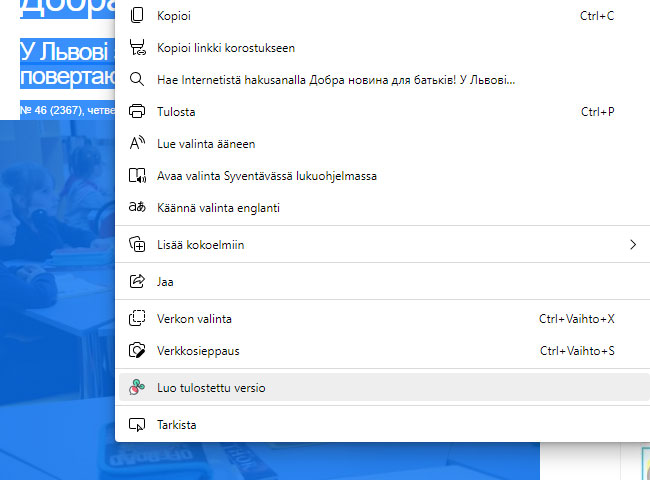 Добра
Kopioi Ctrl+C
У Львові
Kopioi linkki korostukseen
повертаю
Hae Internetistä hakusanalla Добра новина для батьків! У Львові...
№ 46 (2367), четве
Tulosta Ctrl+P
Lue valinta ääneen
Avaa valinta Syventävässä lukuohjelmassa
Käännä valinta englanti
Lisää kokoelmiin
Jaa
Verkon valinta Ctrl+Vaihto+X
Verkkosieppaus Ctrl+Vaihto+S
Luo tulostettu versio
Tarkista
OFF ROAD